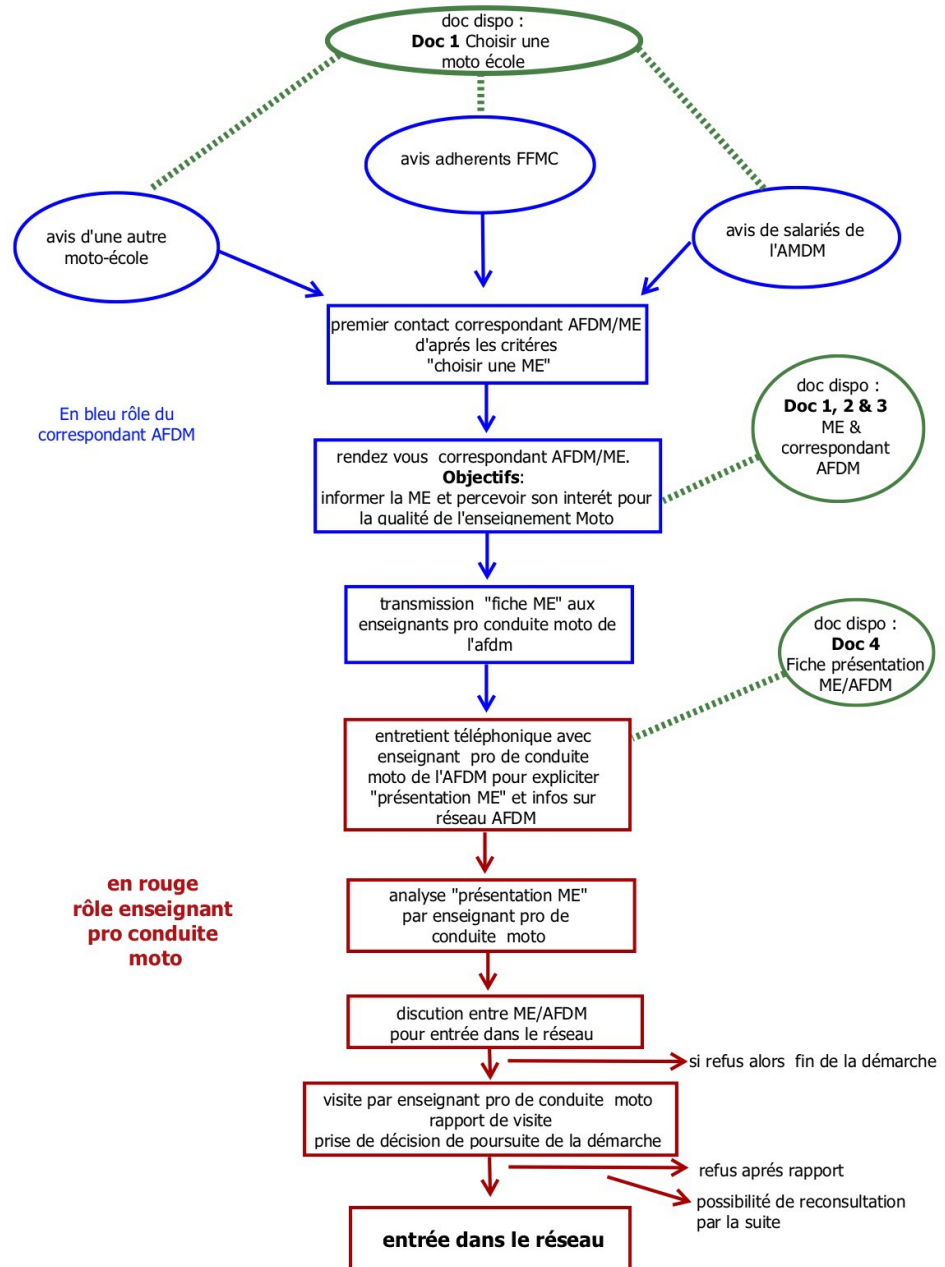 doc dispo :
Doc 1 Choisir une
moto école
avis adherents FFMC
avis d'une autre
moto-école
avis de salariés de
l'AMDM
premier contact correspondant AFDM/ME
d'aprés les critéres
"choisir une ME"
doc dispo :
Doc 1, 2 & 3
ME &
correspondant
AFDM
En bleu rôle du
correspondant AFDM
rendez vous correspondant AFDM/ME.
Objectifs:
informer la ME et percevoir son interét pour
la qualité de l'enseignement Moto
transmission "fiche ME" aux
enseignants pro conduite moto de
l'afdm
doc dispo :
Doc 4
Fiche présentation
ME/AFDM
entretient téléphonique avec
enseignant pro de conduite
moto de l'AFDM pour expliciter
"présentation ME" et infos sur
réseau AFDM
en rouge
rôle enseignant
pro conduite
moto
analyse "présentation ME"
par enseignant pro de
conduite moto
discution entre ME/AFDM
pour entrée dans le réseau
si refus alors fin de la démarche
visite par enseignant pro de conduite moto
rapport de visite
prise de décision de poursuite de la démarche
refus aprés rapport
possibilité de reconsultation
par la suite
entrée dans le réseau